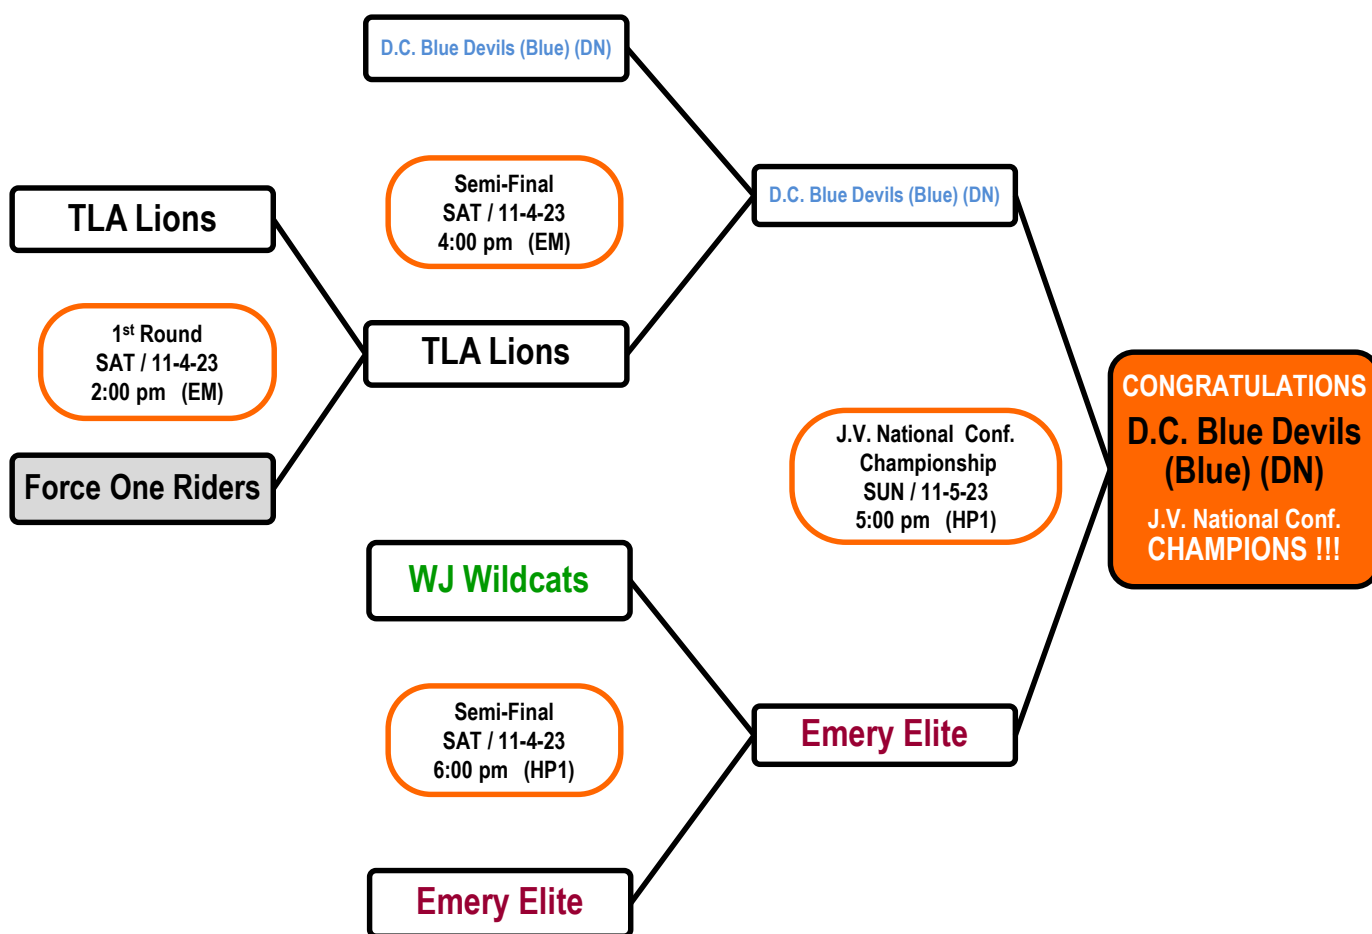 D.C. Blue Devils (Blue) (DN)
Semi-Final
SAT / 11-4-23
4:00 pm (EM)
D.C. Blue Devils (Blue) (DN)
TLA Lions
1st Round
SAT / 11-4-23
2:00 pm (EM)
TLA Lions
Force One Riders
J.V. National Conf.
Championship
SUN / 11-5-23
5:00 pm (HP1)
CONGRATULATIONS
D.C. Blue Devils
(Blue) (DN)
J.V. National Conf.
CHAMPIONS !!!
WJ Wildcats
Semi-Final
SAT / 11-4-23
6:00 pm (HP1)
Emery Elite
Emery Elite